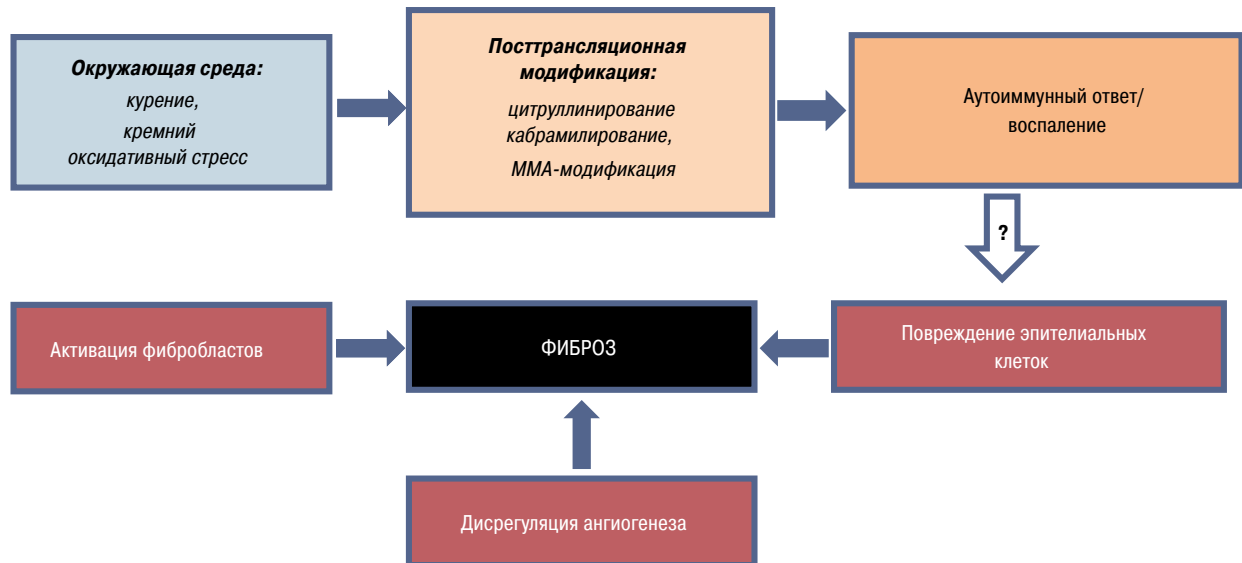 Окружающая среда:
курение,
кремний
оксидативный стресс
Посттрансляционная
модификация:
цитруллинирование
кабрамилирование,
ММА-модификация
Аутоиммунный ответ/
воспаление
?
Активация фибробластов
ФИБРОЗ
Повреждение эпителиальных
клеток
Дисрегуляция ангиогенеза